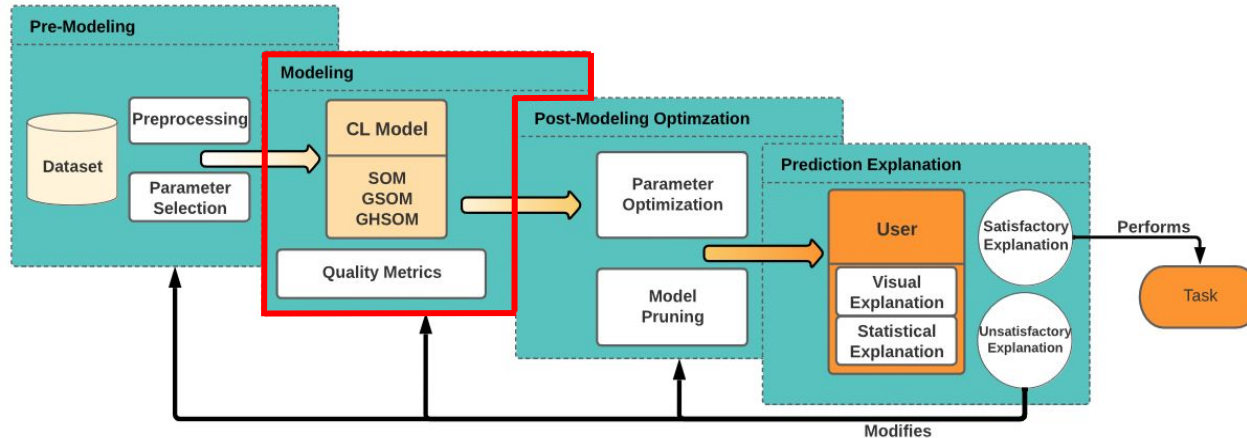 Pre-Modeling
Dataset
Preprocessing
Parameter
Selection
Modeling
CL Model
SOM
GSOM
GHSOM
Quality Metrics
Post-Modeling Optimzation
Parameter
Optimization
Model
Pruning
Prediction Explanation
User
Visual
Explanation
Statistical
Explanation
Satisfactory
Explanation
Unsatisfactory
Explanation
Performs
Task
Modifies